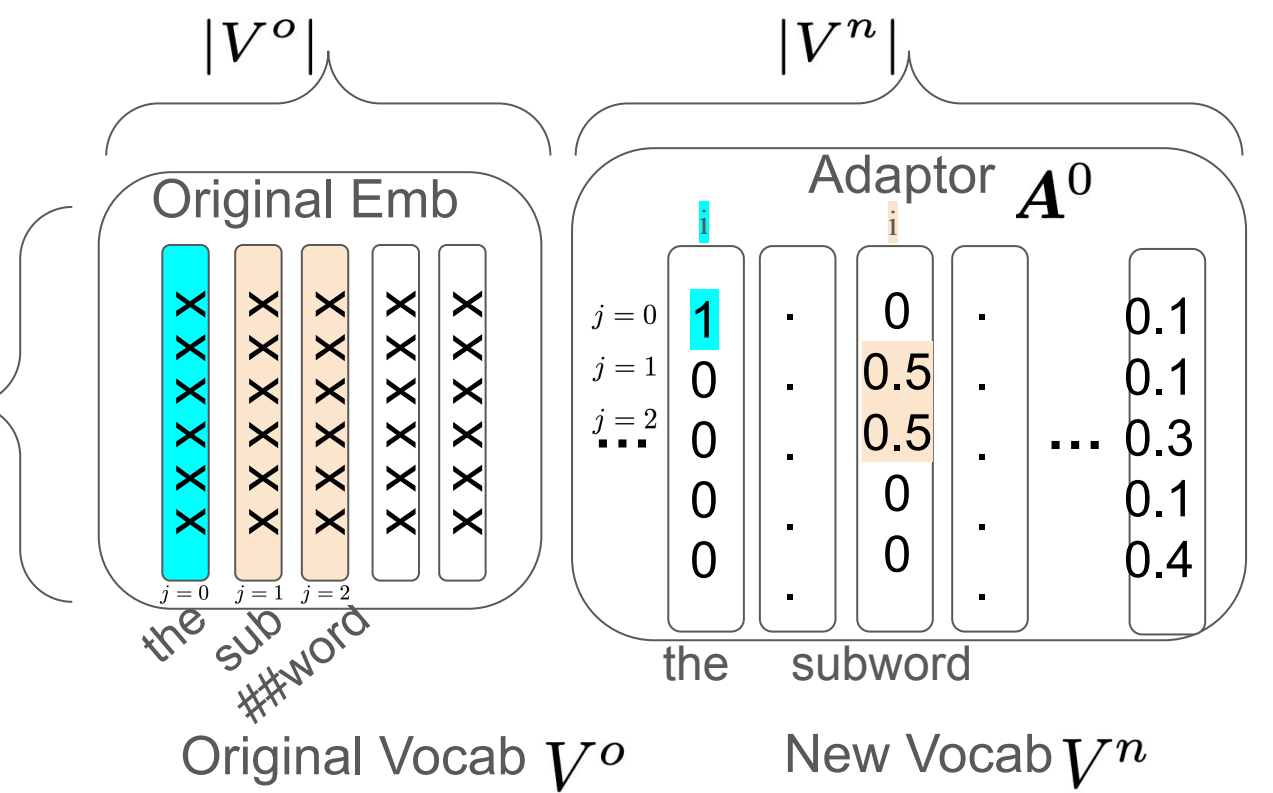 |V^o|
|V^n|
Original Emb
Adaptor A^0
i
i
X X X X X
X X X X X
X X X X X
X X X X X
X X X X X
X X X X X
j = 0 j = 1 j = 2
the
sub
##word
j = 0 1 . 0 . 0.1
j = 1 0 . 0.5 . 0.1
j = 2
... 0 . 0.5 . ... 0.3
0 . 0 . 0.1
0 . 0 . 0.4
the subword
Original Vocab V^o
New Vocab V^n